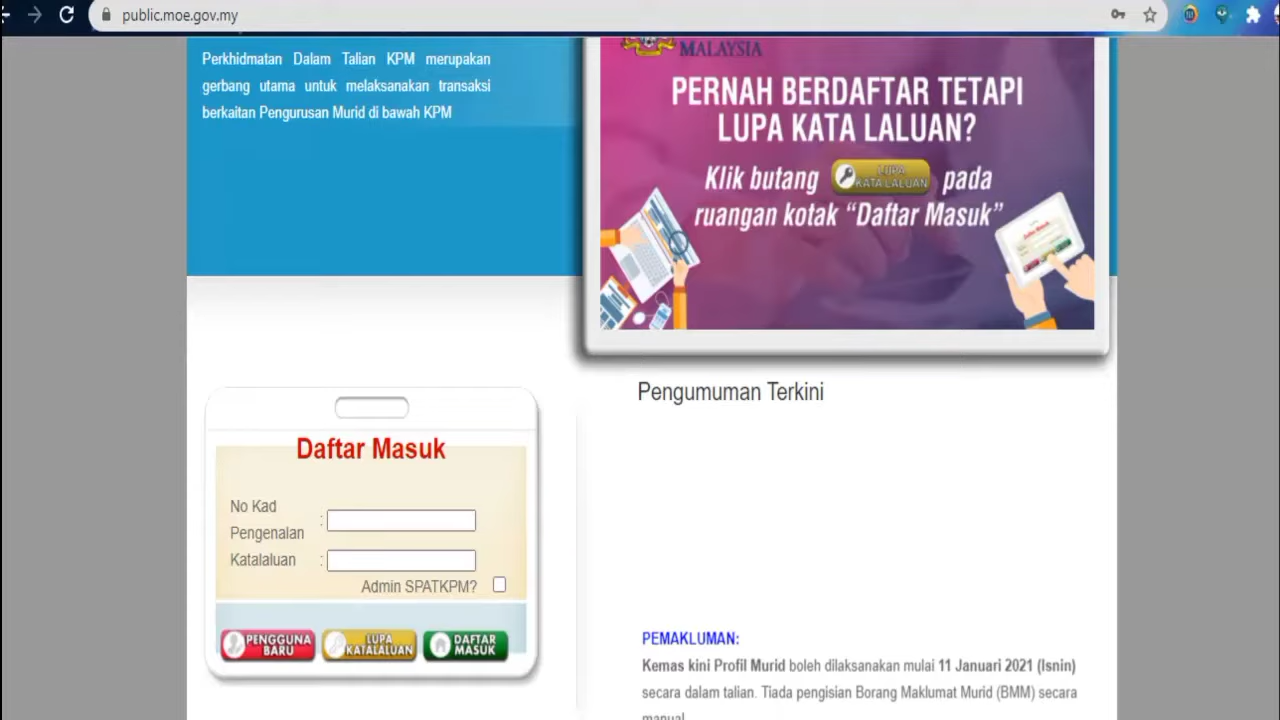 public.moe.gov.my
Perkhidmatan Dalam Talian KPM merupakan
gerbang utama untuk melaksanakan transaksi
berkaitan Pengurusan Murid di bawah KPM
MALAYSIA
PERNAH BERDAFTAR TETAPI
LUPA KATA LALUAN?
Klik butang LUPA KATA LALUAN pada
ruangan kotak “Daftar Masuk”
Pengumuman Terkini
Daftar Masuk
No Kad
Pengenalan :
Katalaluan :
Admin SPATKPM?
PENGGUNA BARU
LUPA KATALALUAN
DAFTAR MASUK
PEMAKLUMAN:
Kemas kini Profil Murid boleh dilaksanakan mulai 11 Januari 2021 (Isnin)
secara dalam talian. Tiada pengisian Borang Maklumat Murid (BMM) secara
manual